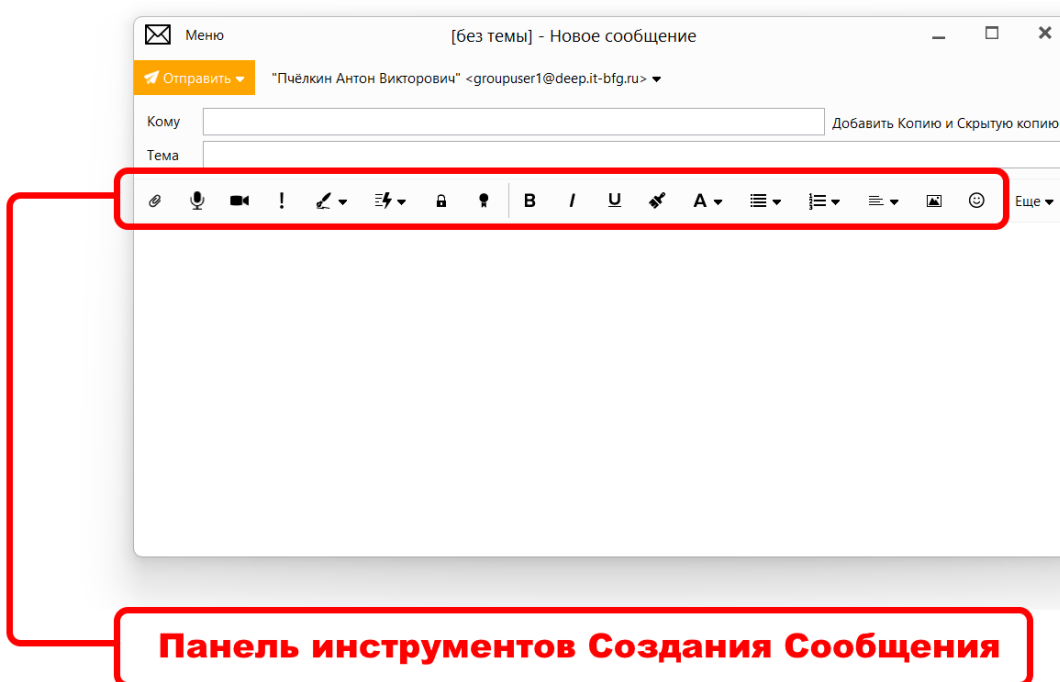 Меню [без темы] - Новое сообщение
Отправить "Пчёлкин Антон Викторович" <groupuser1@deep.it-bfg.ru>
Кому Добавить Копию и Скрытую копию
Тема
B I U A Еще
Панель инструментов Создания Сообщения